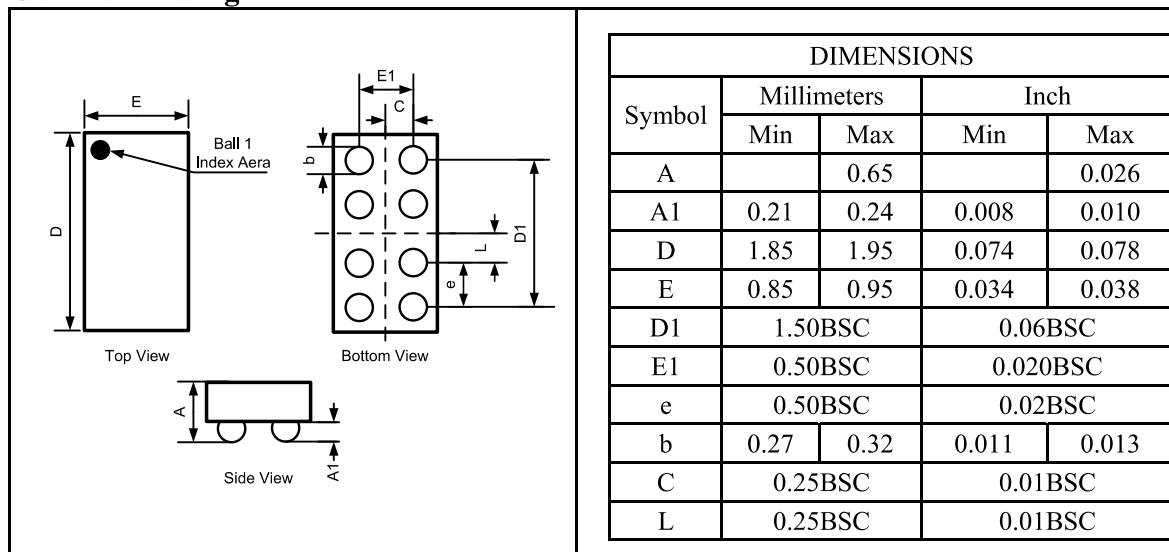 E
Ball 1
Index Aera
D
Top View
E1
C
b
L
D1
e
Bottom View
A
A1
Side View
DIMENSIONS
Symbol Millimeters Inch
Min Max Min Max
A 0.65 0.026
A1 0.21 0.24 0.008 0.010
D 1.85 1.95 0.074 0.078
E 0.85 0.95 0.034 0.038
D1 1.50BSC 0.06BSC
E1 0.50BSC 0.020BSC
e 0.50BSC 0.02BSC
b 0.27 0.32 0.011 0.013
C 0.25BSC 0.01BSC
L 0.25BSC 0.01BSC